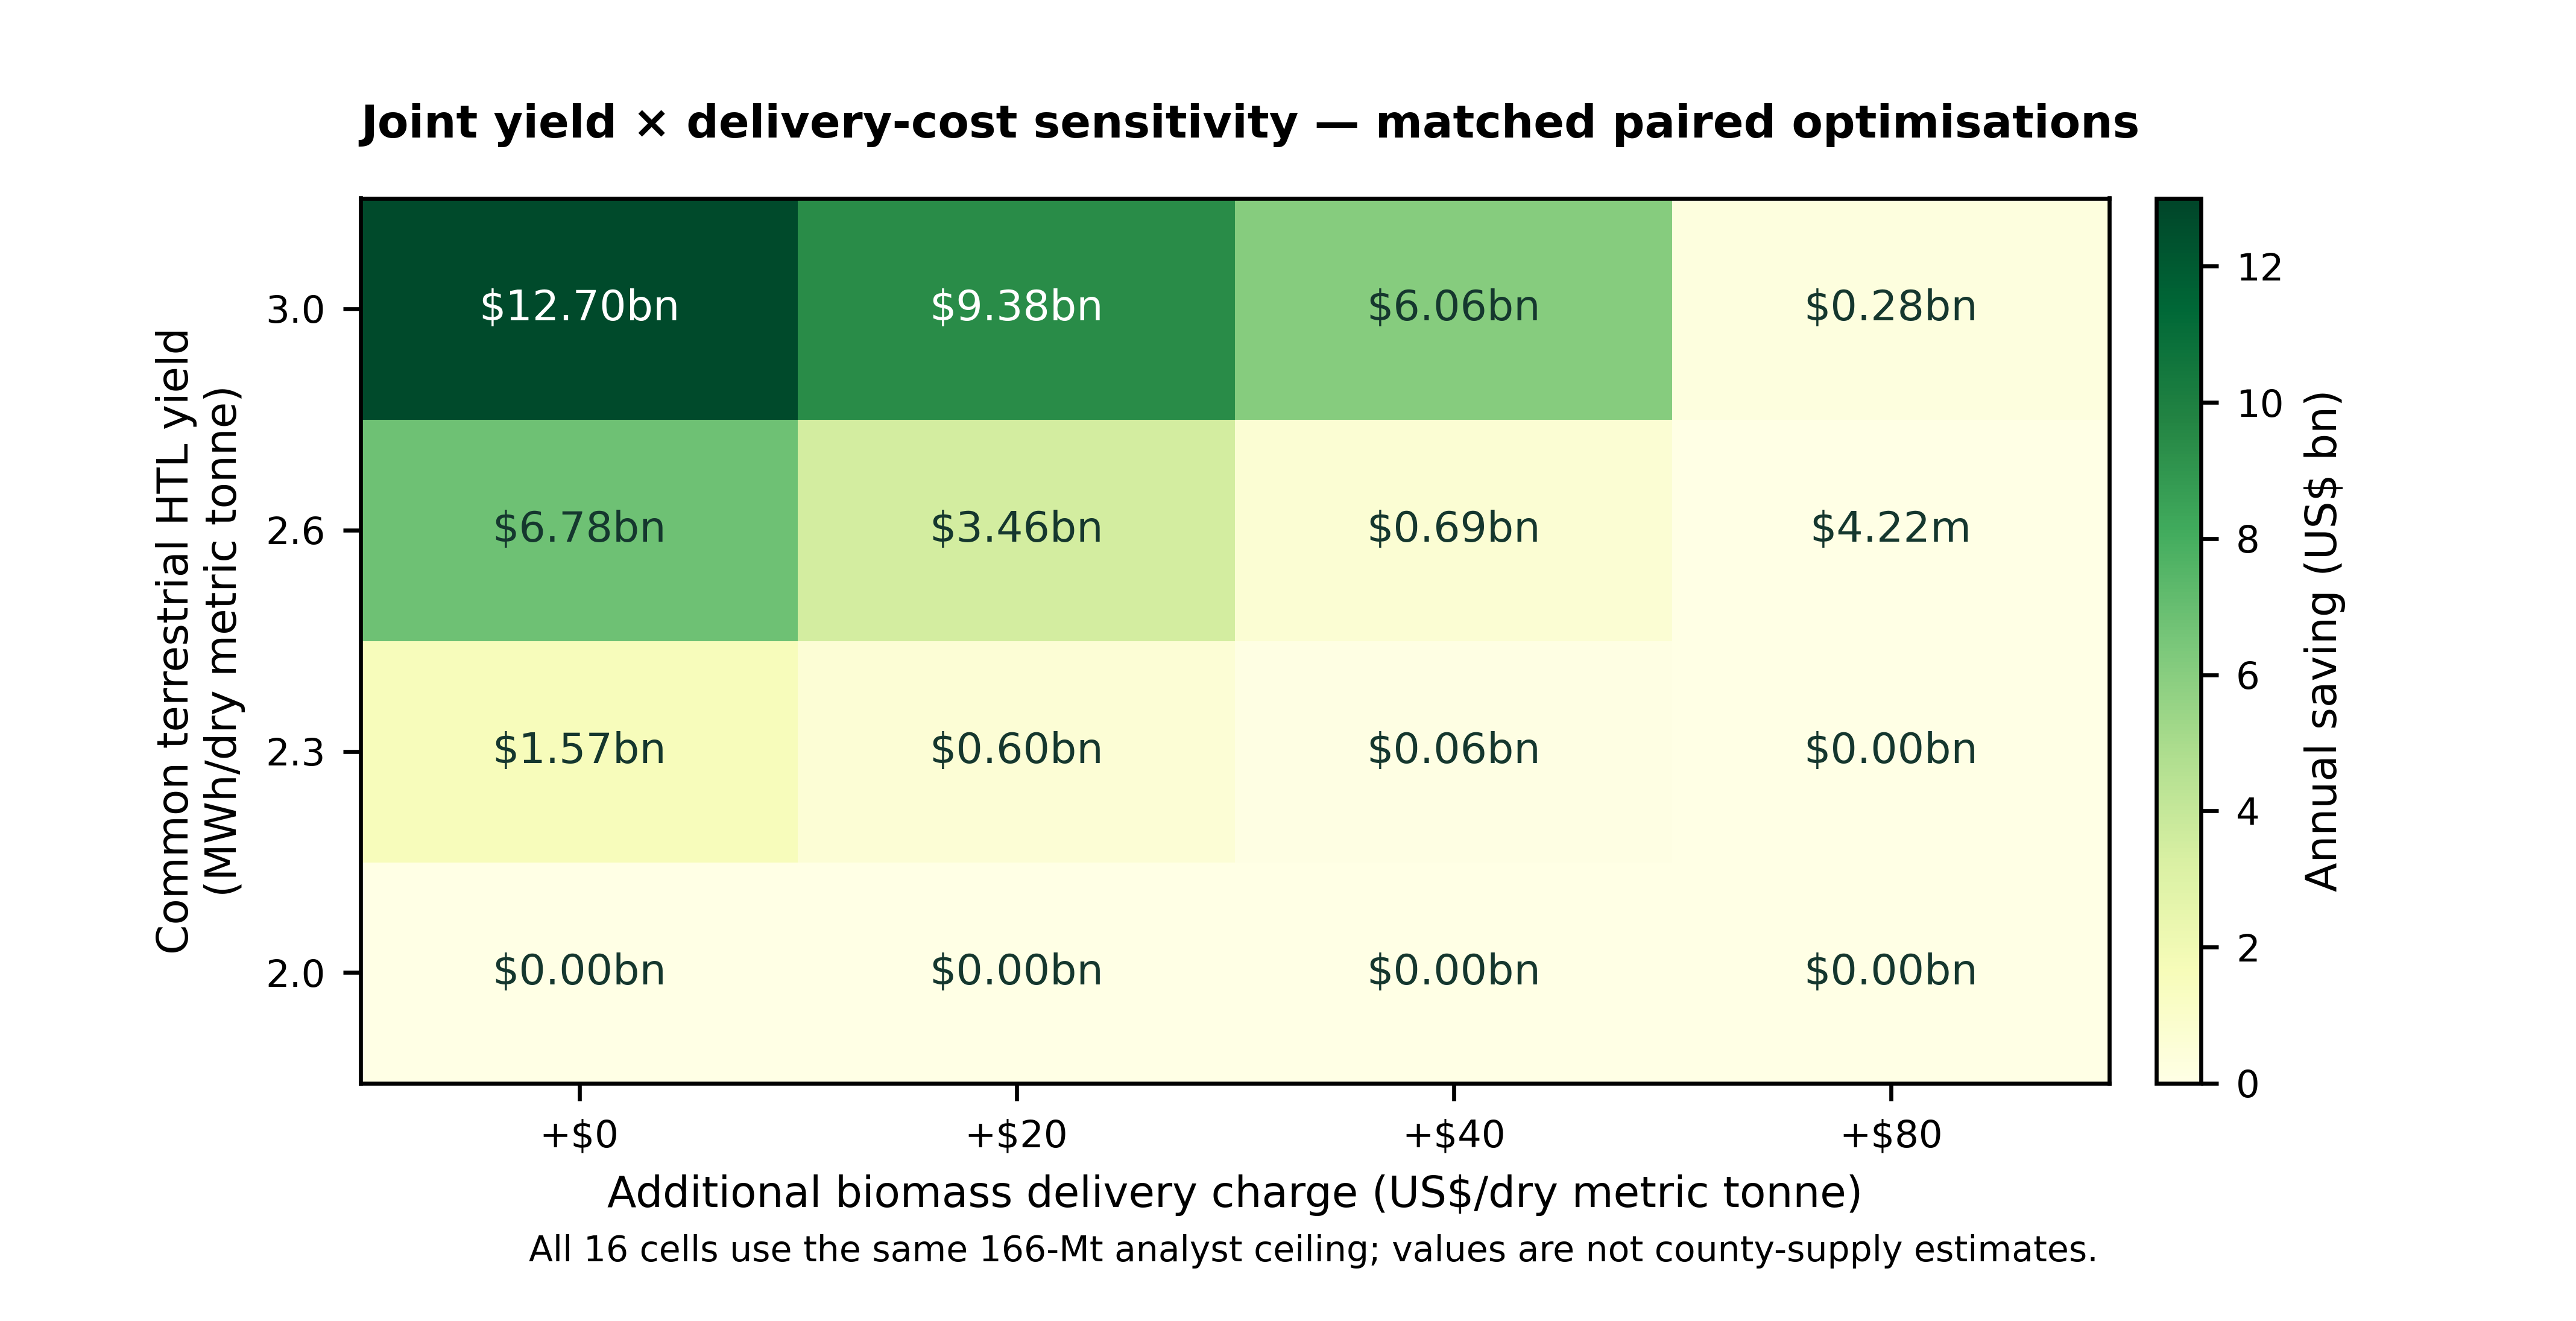 Joint yield × delivery-cost sensitivity — matched paired optimisations
Common terrestrial HTL yield
(MWh/dry metric tonne)
3.0
$12.70bn
$9.38bn
$6.06bn
$0.28bn
2.6
$6.78bn
$3.46bn
$0.69bn
$4.22m
2.3
$1.57bn
$0.60bn
$0.06bn
$0.00bn
2.0
$0.00bn
$0.00bn
$0.00bn
$0.00bn
+$0
+$20
+$40
+$80
Additional biomass delivery charge (US$/dry metric tonne)
All 16 cells use the same 166-Mt analyst ceiling; values are not county-supply estimates.
12
10
8
6
4
2
0
Annual saving (US$ bn)